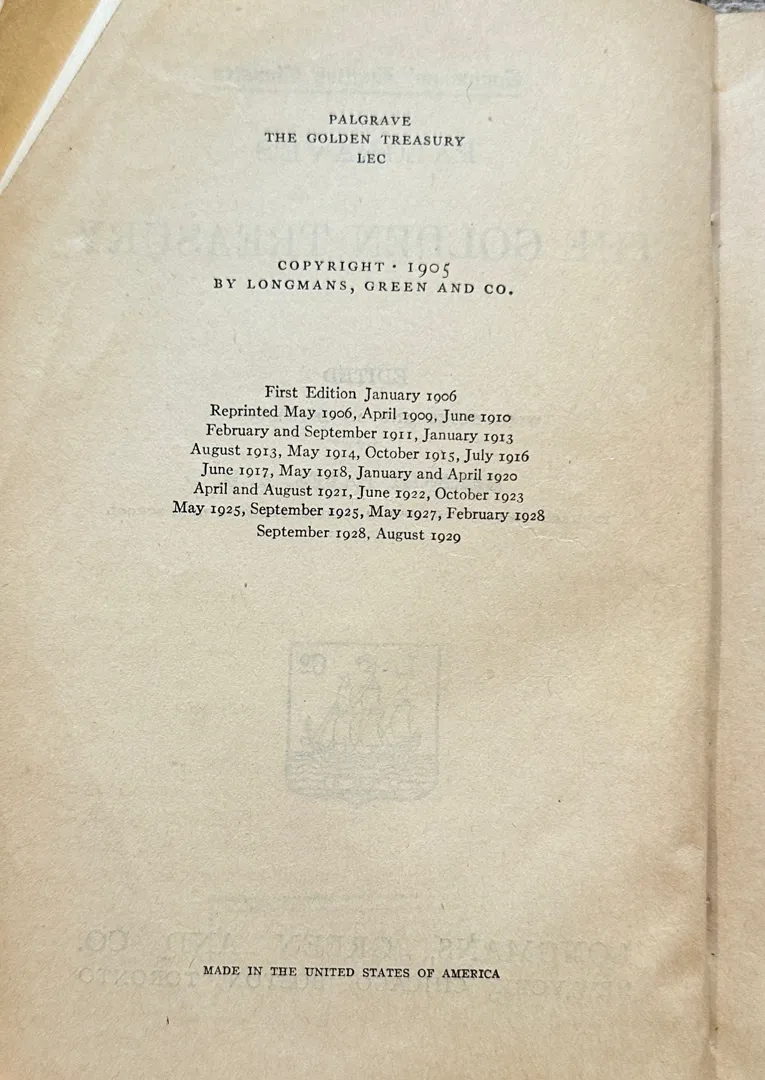 PALGRAVE
THE GOLDEN TREASURY
LEC
COPYRIGHT · 1905
BY LONGMANS, GREEN AND CO.
First Edition January 1906
Reprinted May 1906, April 1909, June 1910
February and September 1911, January 1913
August 1913, May 1914, October 1915, July 1916
June 1917, May 1918, January and April 1920
April and August 1921, June 1922, October 1923
May 1925, September 1925, May 1927, February 1928
September 1928, August 1929
MADE IN THE UNITED STATES OF AMERICA